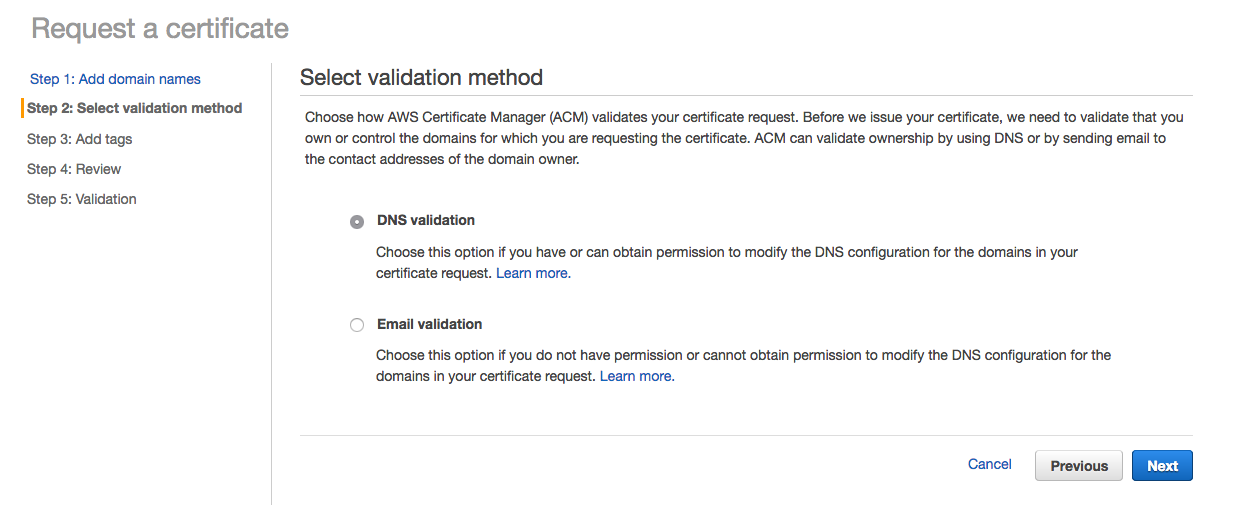 Request a certificate
Step 1: Add domain names
Step 2: Select validation method
Step 3: Add tags
Step 4: Review
Step 5: Validation
Select validation method
Choose how AWS Certificate Manager (ACM) validates your certificate request. Before we issue your certificate, we need to validate that you
own or control the domains for which you are requesting the certificate. ACM can validate ownership by using DNS or by sending email to
the contact addresses of the domain owner.
DNS validation
Choose this option if you have or can obtain permission to modify the DNS configuration for the domains in your
certificate request. Learn more.
Email validation
Choose this option if you do not have permission or cannot obtain permission to modify the DNS configuration for the
domains in your certificate request. Learn more.
Cancel Previous Next